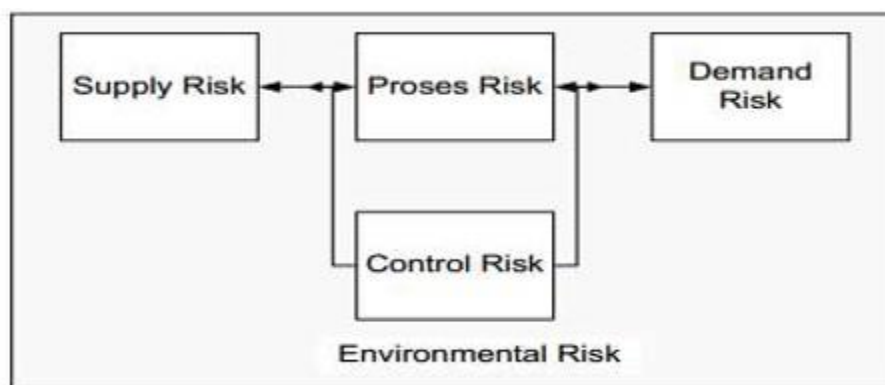 Supply Risk
Proses Risk
Demand
Risk
Control Risk
Environmental Risk